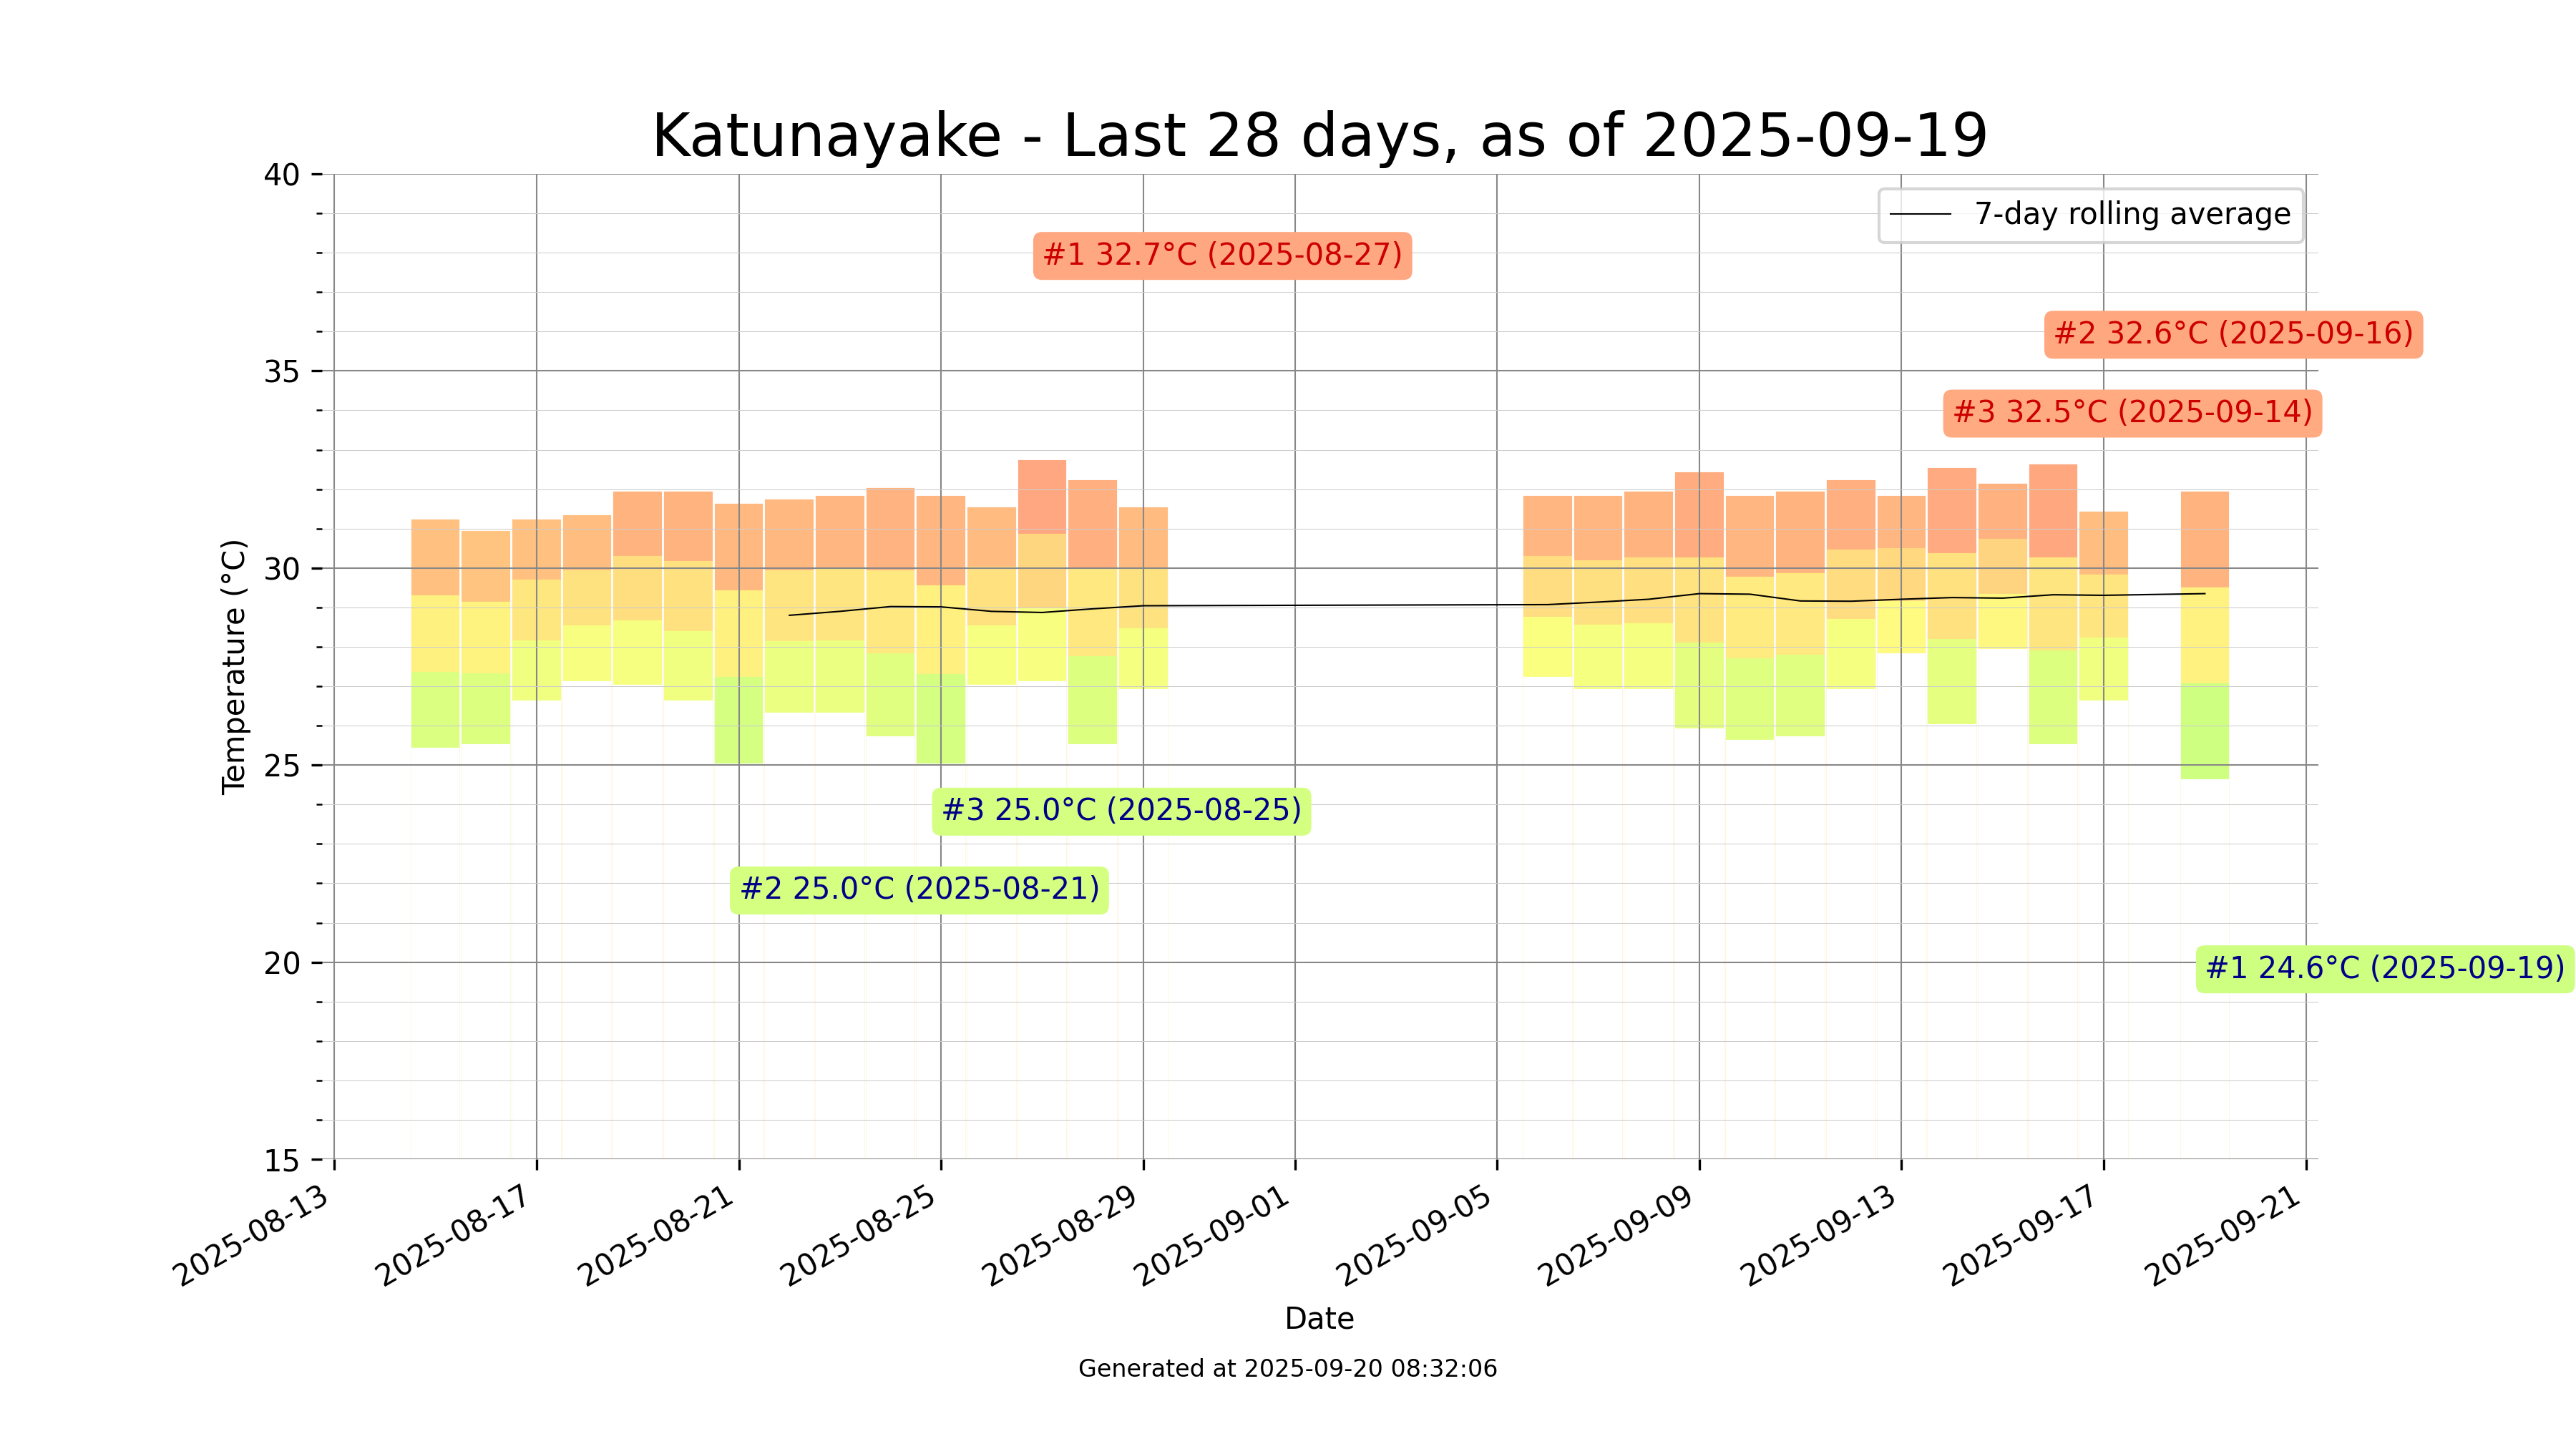 Katunayake - Last 28 days, as of 2025-09-19
40
7-day rolling average
#1 32.7°C (2025-08-27)
#2 32.6°C (2025-09-16)
35
#3 32.5°C (2025-09-14)
30
Temperature (°C)
25
#3 25.0°C (2025-08-25)
#2 25.0°C (2025-08-21)
20
#1 24.6°C (2025-09-19)
15
2025-08-13
2025-08-17
2025-08-21
2025-08-25
2025-08-29
2025-09-01
2025-09-05
2025-09-09
2025-09-13
2025-09-17
2025-09-21
Date
Generated at 2025-09-20 08:32:06